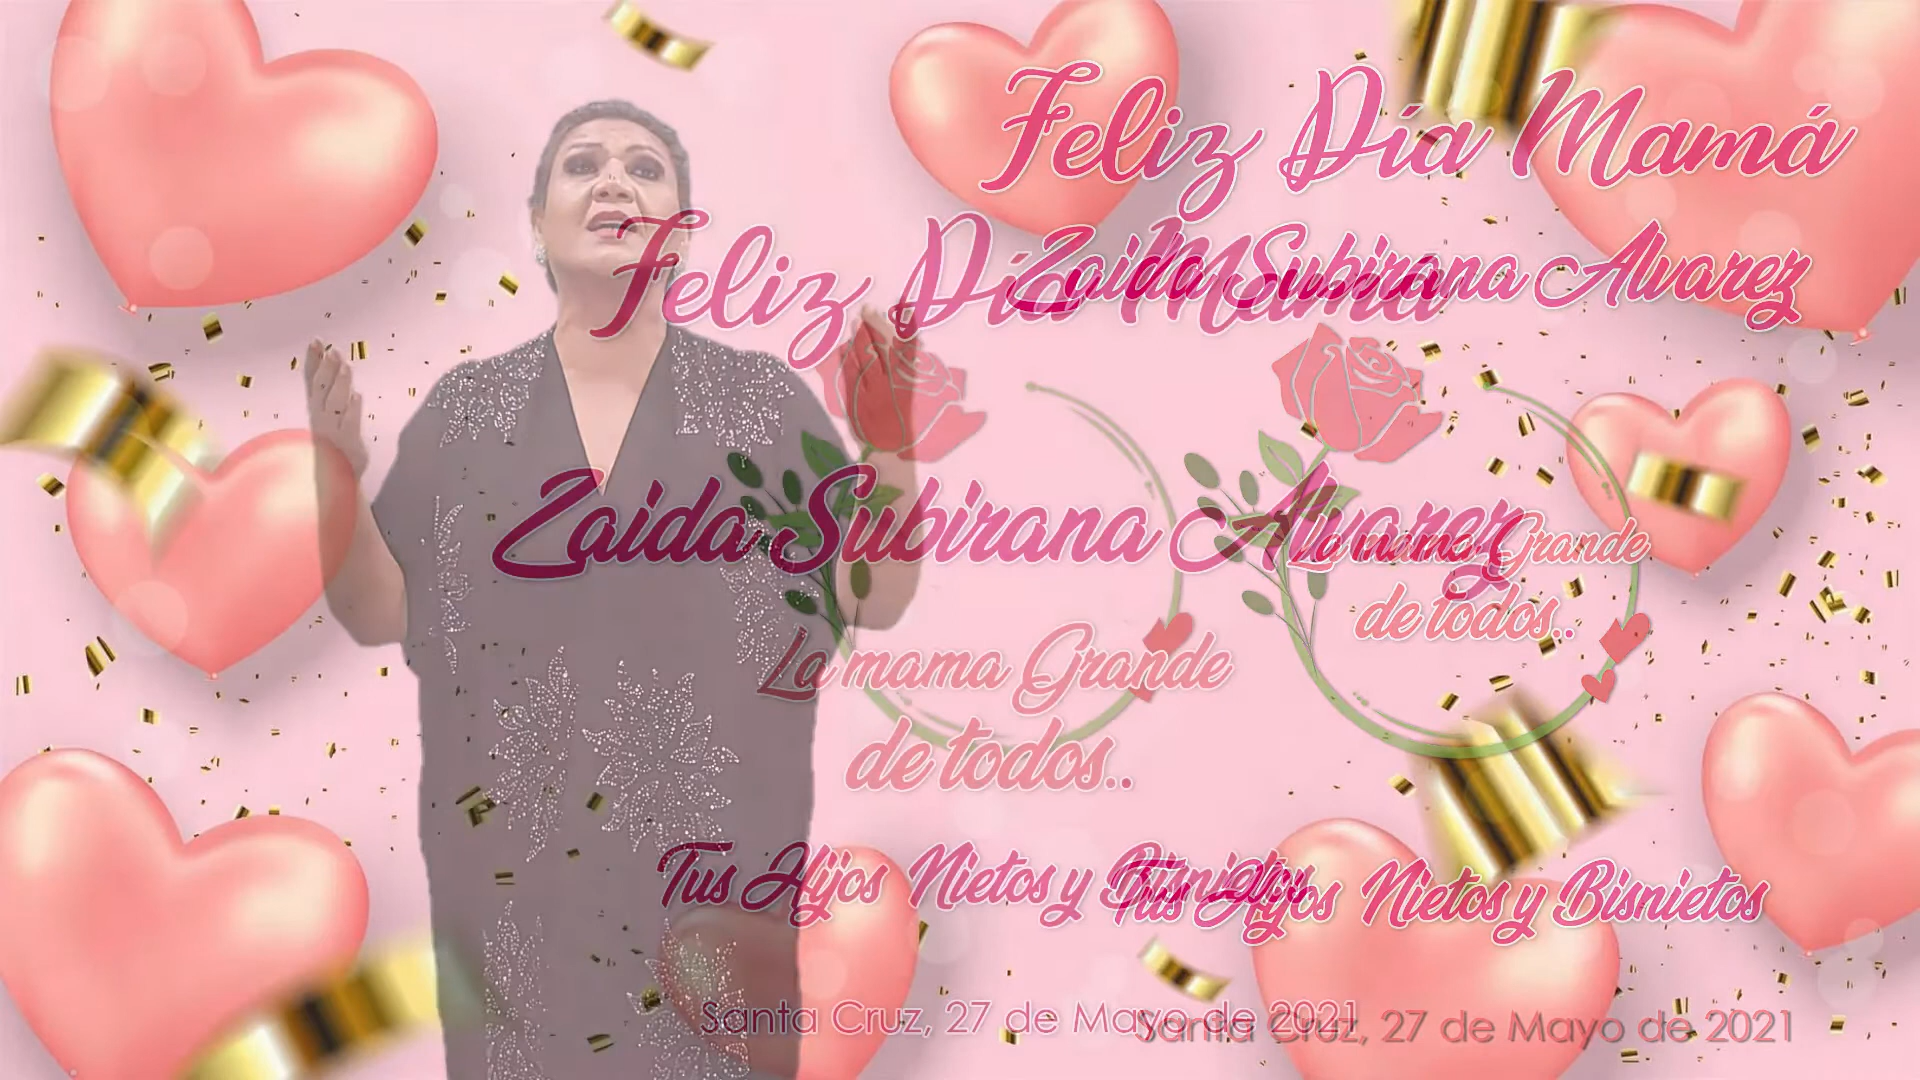 Feliz Día Mamá
Zaida Subirana Alvarez
La mama Grande
de todos..
Tus Hijos Nietos y Bisnietos
Santa Cruz, 27 de Mayo de 2021
Feliz Día Mamá
Zaida Subirana Alvarez
La mama Grande
de todos..
Tus Hijos Nietos y Bisnietos
Santa Cruz, 27 de Mayo de 2021